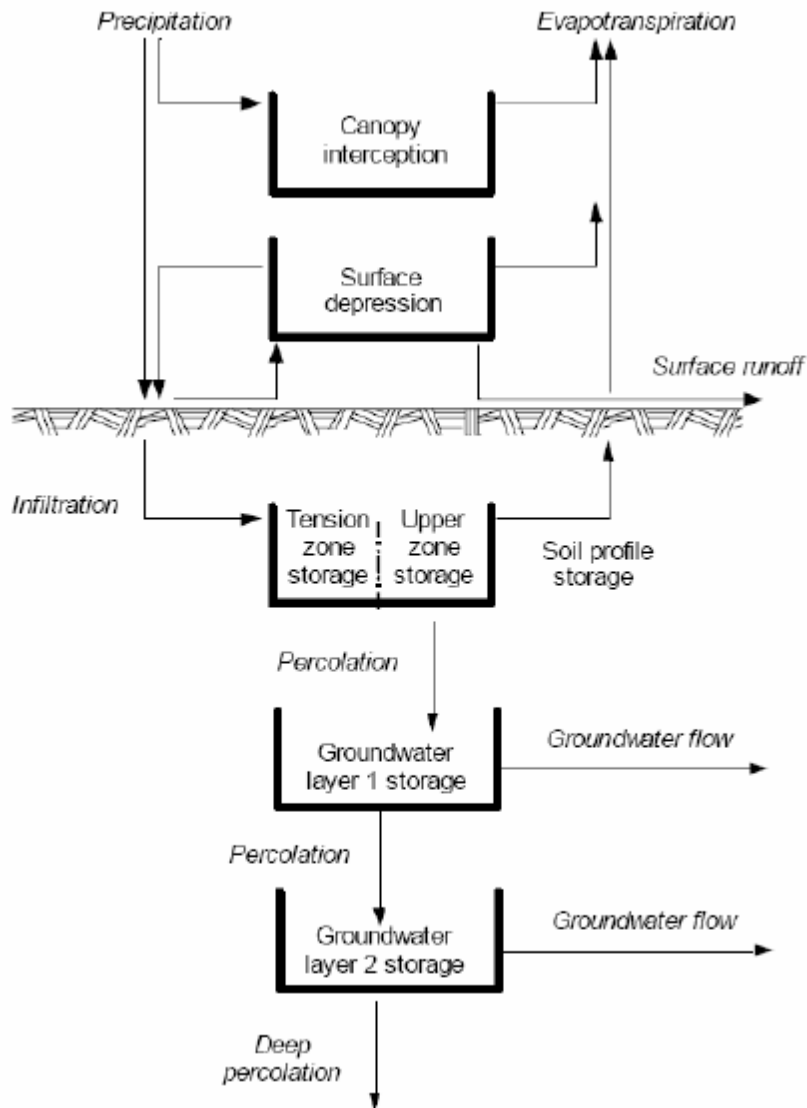 Precipitation
Evapotranspiration
Canopy
interception
Surface
depression
Surface runoff
Infiltration
Tension
zone
storage
Upper
zone
storage
Soil profile
storage
Percolation
Groundwater
layer 1 storage
Groundwater flow
Percolation
Groundwater
layer 2 storage
Groundwater flow
Deep
percolation